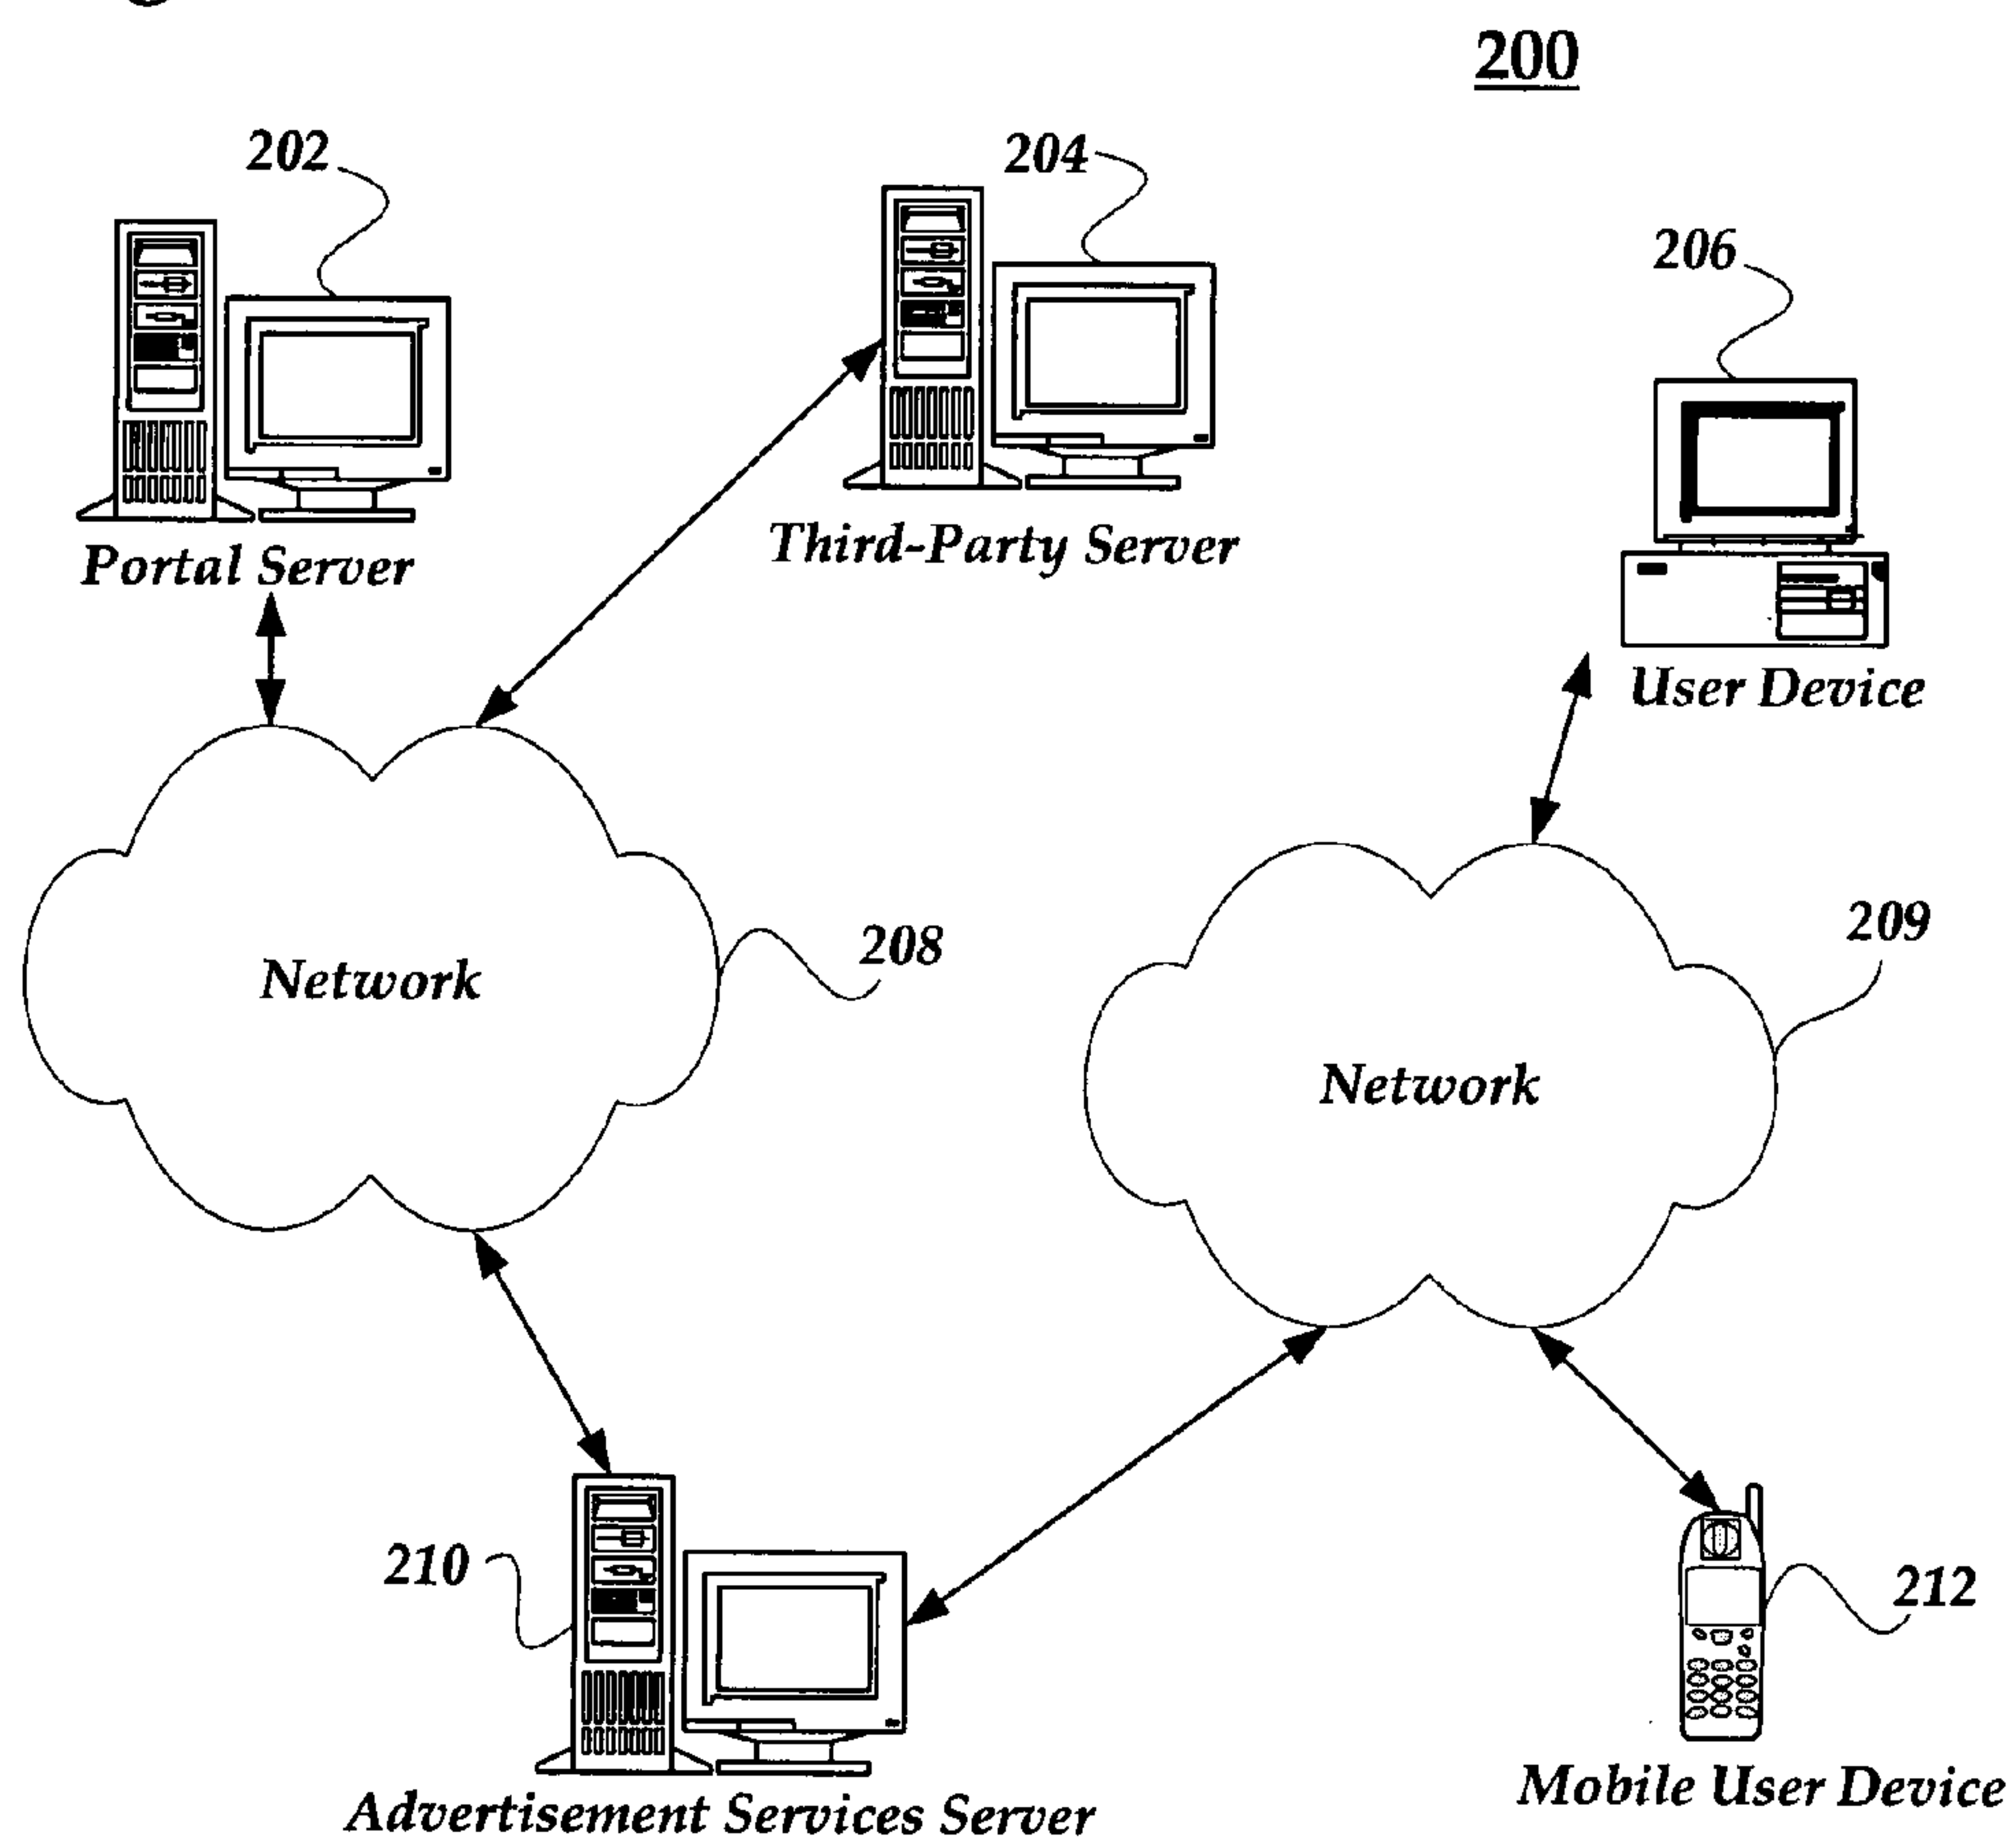 200
202
204
206
Portal Server
Third-Party Server
User Device
Network
208
209
Network
210
212
Advertisement Services Server
Mobile User Device